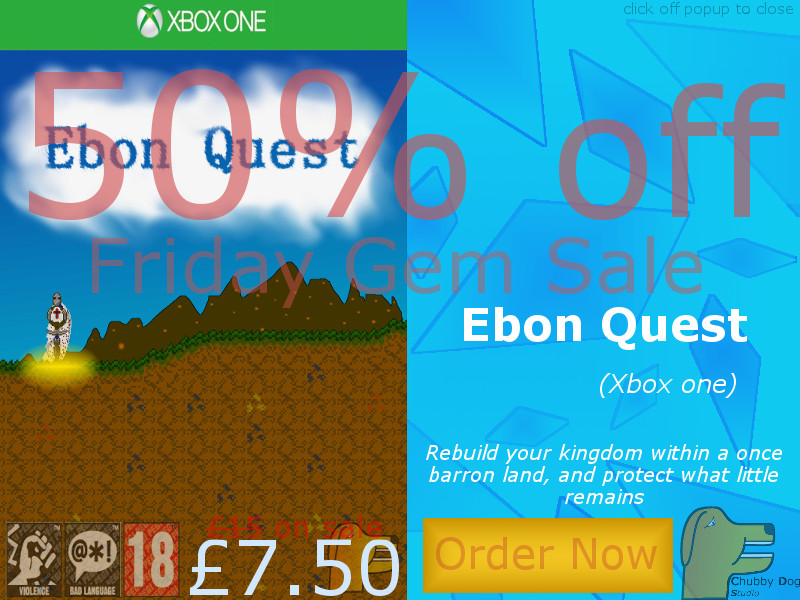 XBOX ONE
click off popup to close
50% off
Ebon Quest
Friday Gem Sale
Ebon Quest
(Xbox one)
Rebuild your kingdom within a once
barron land, and protect what little
remains
£15 on sale
£7.50
VIOLENCE
@*!
BAD LANGUAGE
18
Order Now
Chubby Dog
Studio